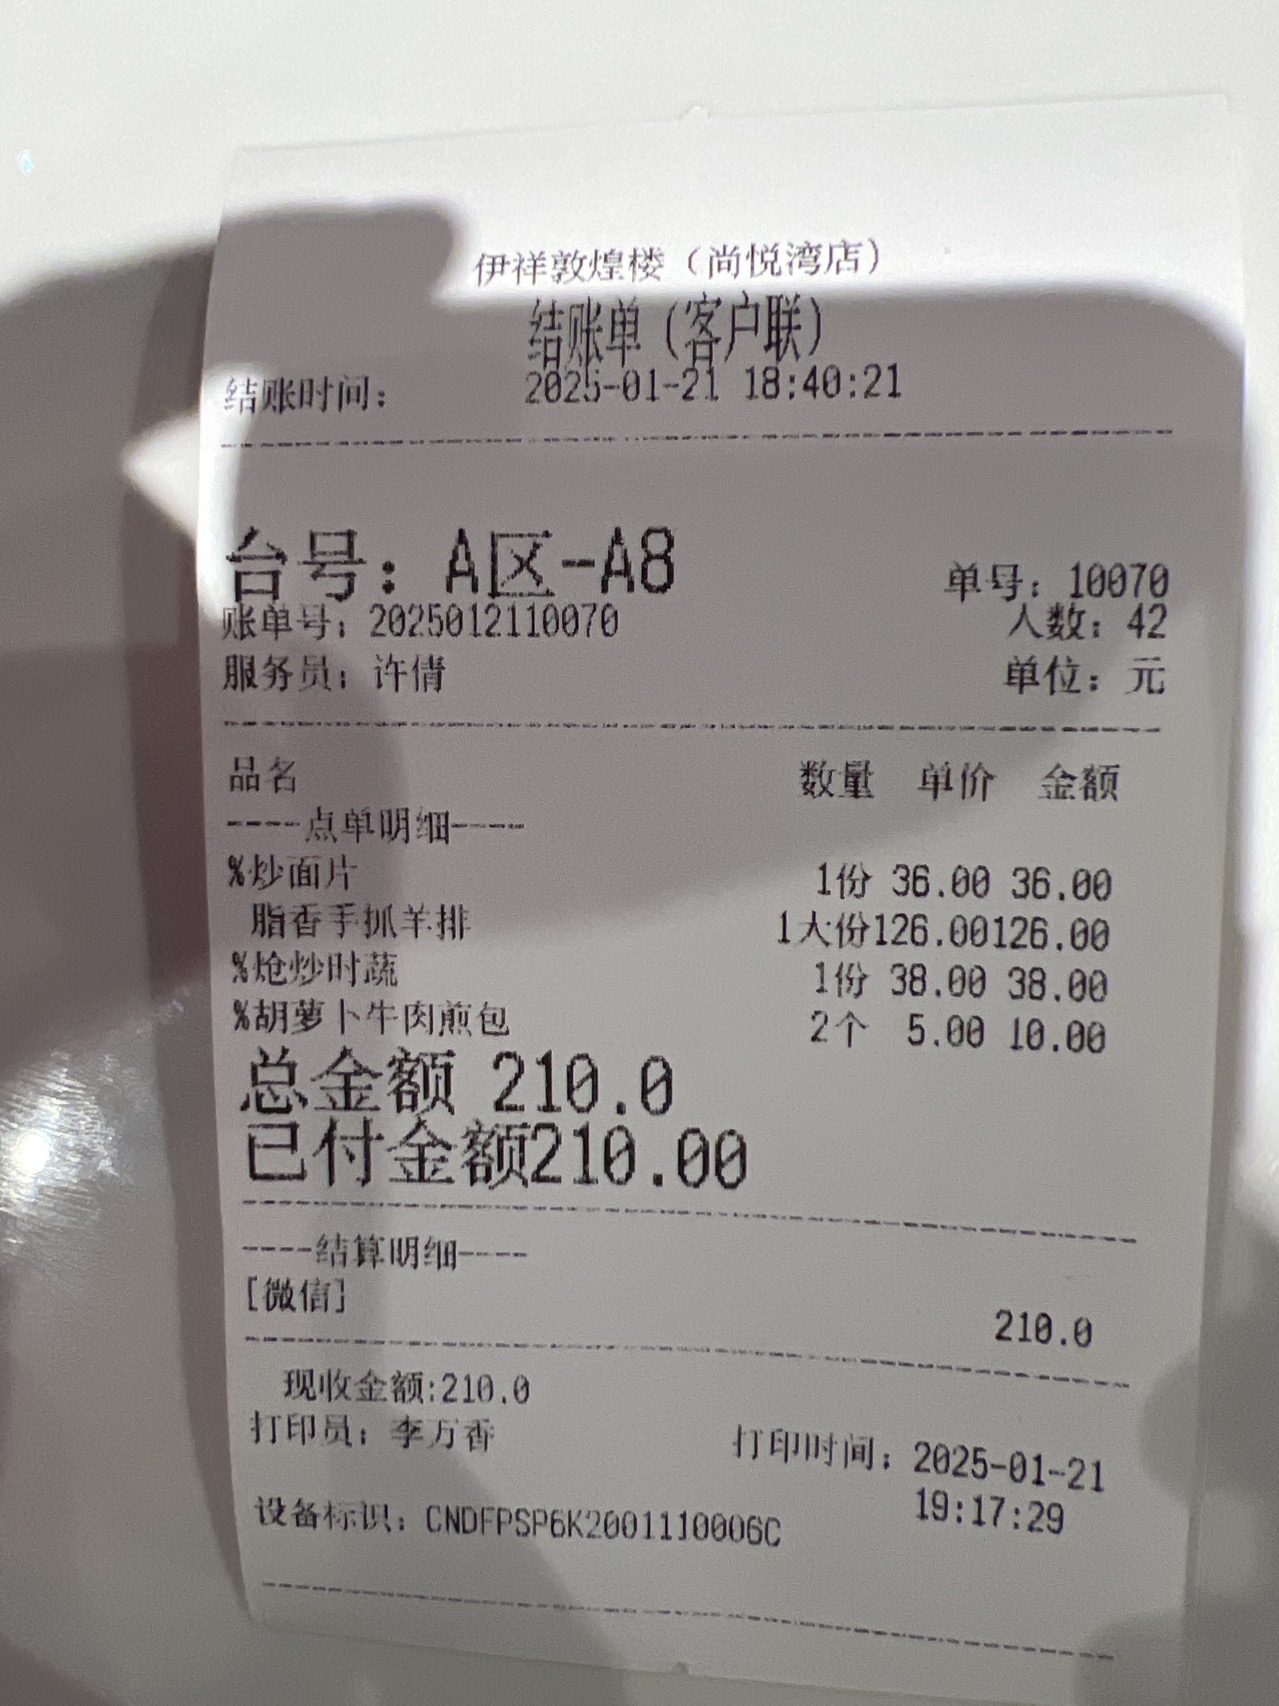 伊祥敦煌楼（尚悦湾店）
结账单（客户联）
结账时间： 2025-01-21 18:40:21
台号：A区-A8 单号：10070
账单号：2025012110070 人数：42
服务员：许倩 单位：元
品名 数量 单价 金额
----点单明细----
%炒面片 1份 36.00 36.00
脂香手抓羊排 1大份126.00126.00
%炝炒时蔬 1份 38.00 38.00
%胡萝卜牛肉煎包 2个 5.00 10.00
总金额 210.0
已付金额210.00
----结算明细----
[微信]
210.0
现收金额:210.0
打印员：李万香 打印时间：2025-01-21
19:17:29
设备标识：CNDFPSP6K2001110006C